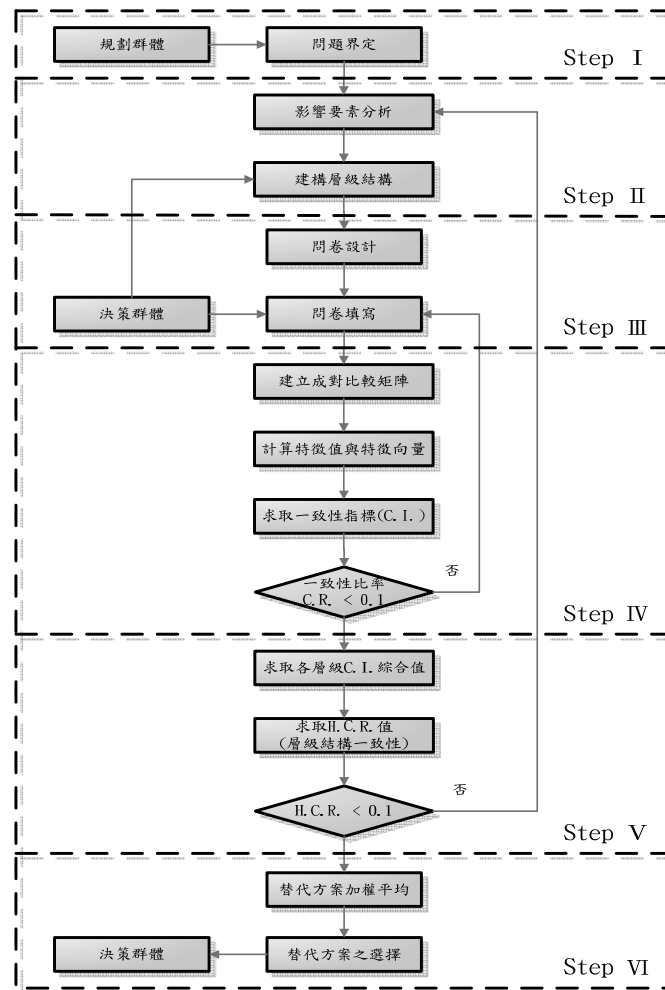 規劃群體
問題界定
Step Ⅰ
影響要素分析
建構層級結構
Step Ⅱ
問卷設計
決策群體
問卷填寫
Step Ⅲ
建立成對比較矩陣
計算特徵值與特徵向量
求取一致性指標(C.I.)
一致性比率
C.R. < 0.1
否
Step Ⅳ
求取各層級C.I.綜合值
求取H.C.R.值
(層級結構一致性)
H.C.R. < 0.1
否
Step Ⅴ
替代方案加權平均
決策群體
替代方案之選擇
Step Ⅵ